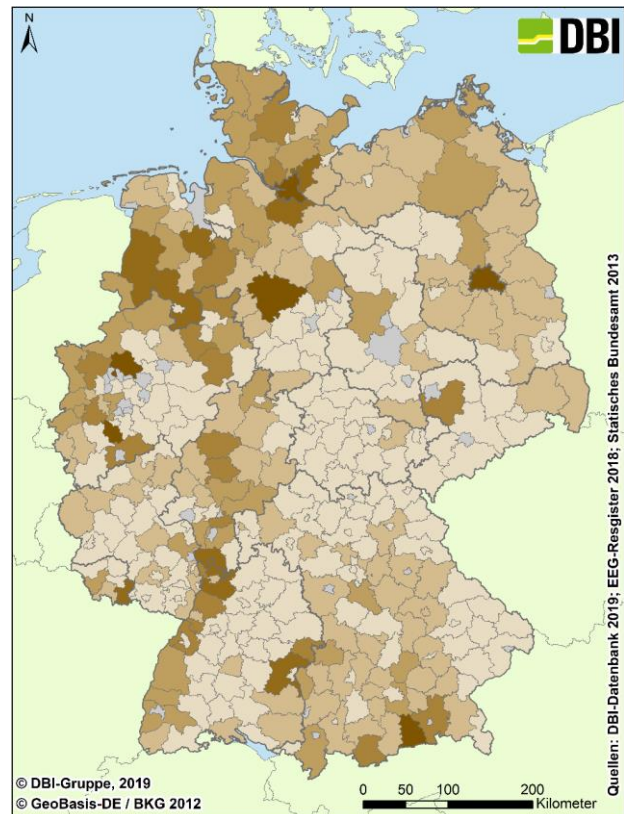 N
DBI
Quellen: DBI-Datenbank 2019; EEG-Resgister 2018; Statisches Bundesamt 2013
© DBI-Gruppe, 2019
© GeoBasis-DE / BKG 2012
0 50 100 200
Kilometer